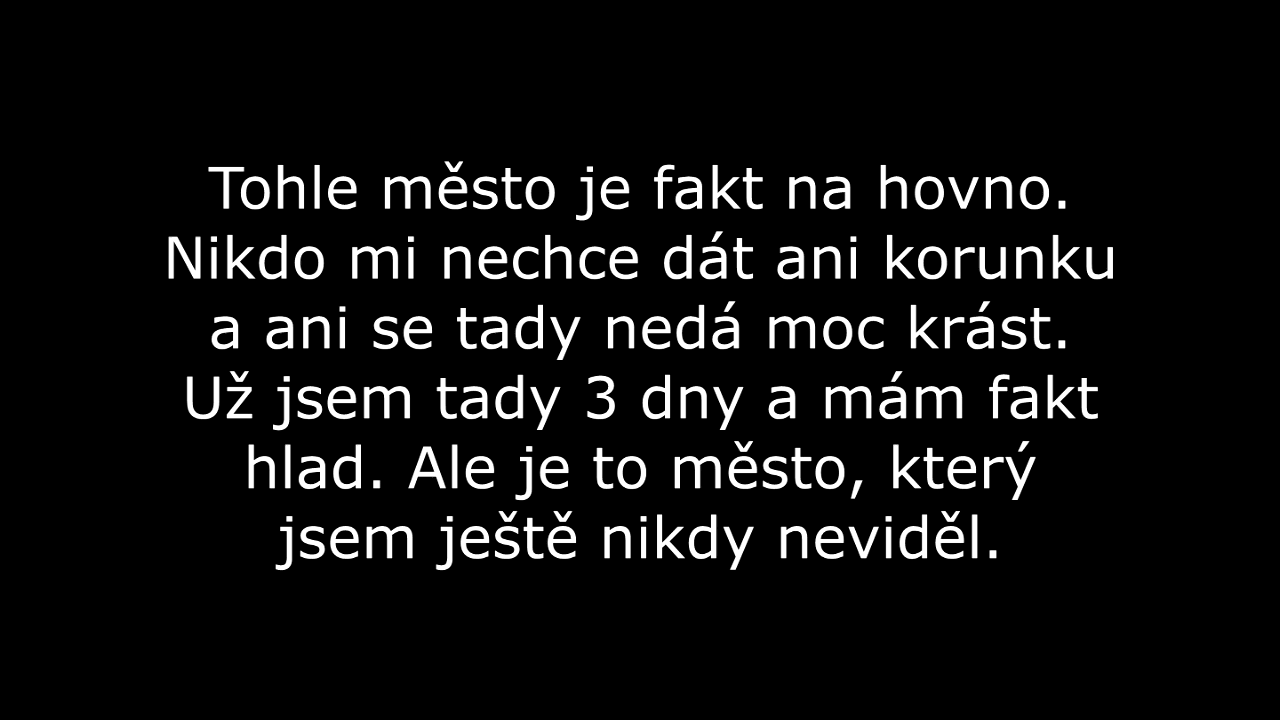 Tohle město je fakt na hovno.
Nikdo mi nechce dát ani korunku
a ani se tady nedá moc krást.
Už jsem tady 3 dny a mám fakt
hlad. Ale je to město, který
jsem ještě nikdy neviděl.